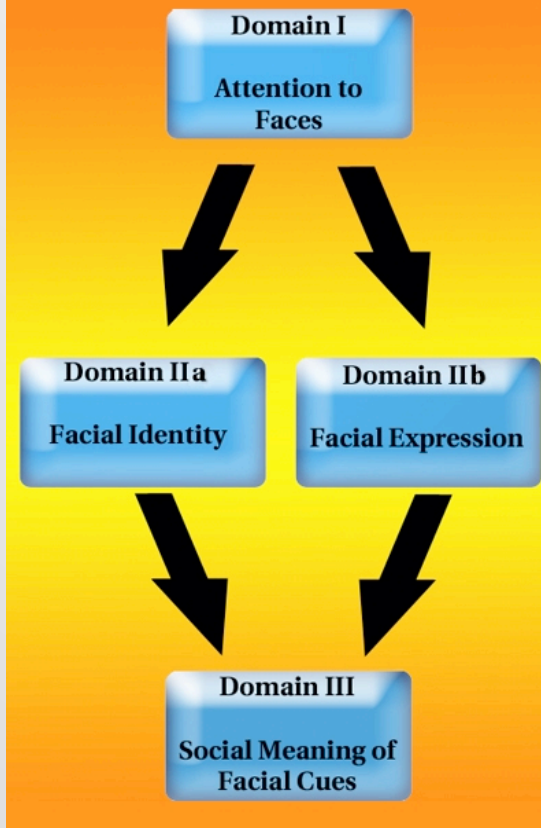 Domain I
Attention to
Faces
Domain IIa
Facial Identity
Domain IIb
Facial Expression
Domain III
Social Meaning of
Facial Cues